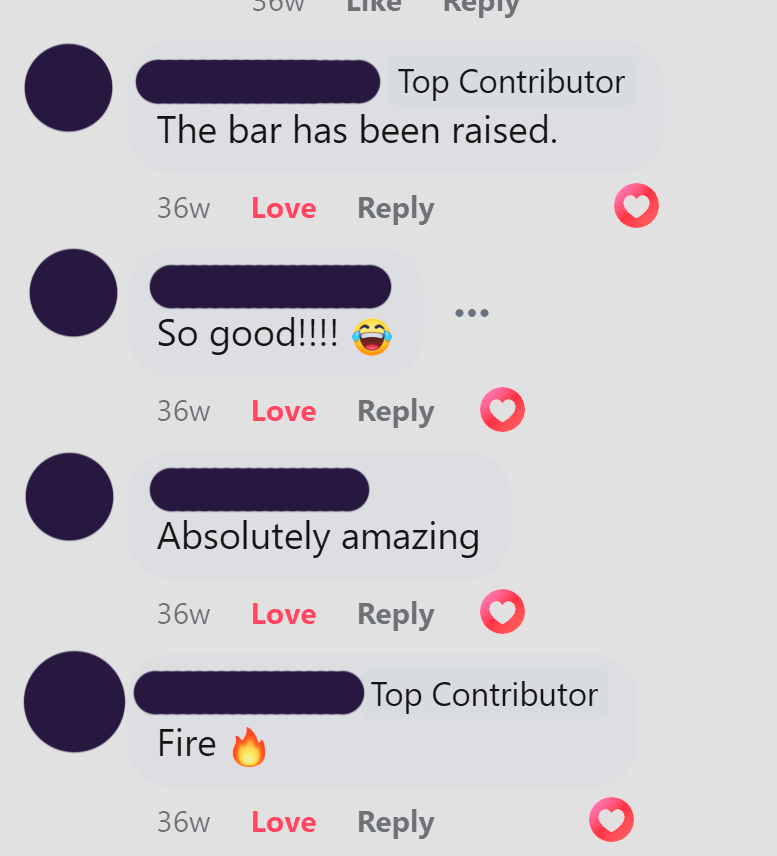 36w Like Reply
Top Contributor
The bar has been raised.
36w Love Reply
So good!!!! 😂
36w Love Reply
Absolutely amazing
36w Love Reply
Top Contributor
Fire 🔥
36w Love Reply